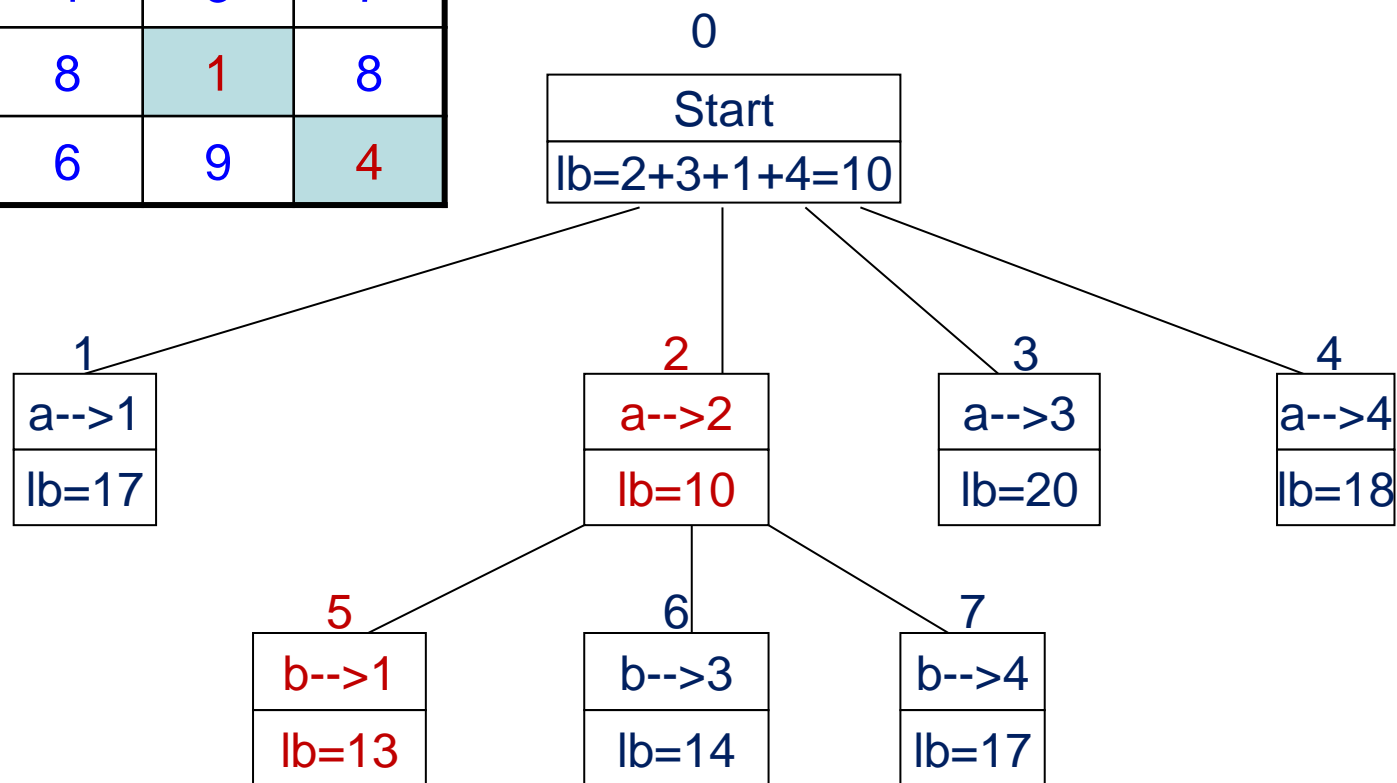 8 1 8
6 9 4
0
Start
lb=2+3+1+4=10
1 2 3 4
a-->1 a-->2 a-->3 a-->4
lb=17 lb=10 lb=20 lb=18
5 6 7
b-->1 b-->3 b-->4
lb=13 lb=14 lb=17